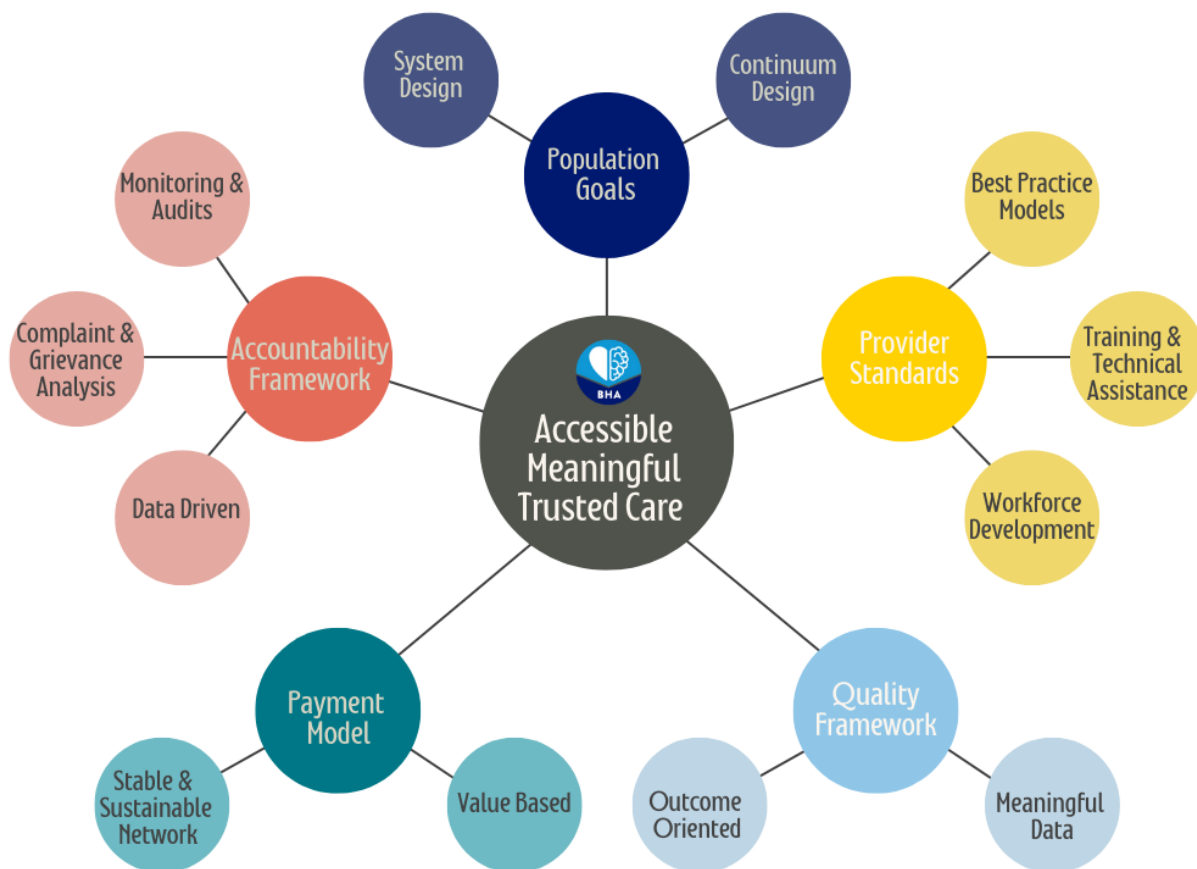 System
Design
Continuum
Design
Population
Goals
Monitoring &
Audits
Best Practice
Models
Complaint &
Grievance
Analysis
Accountability
Framework
Provider
Standards
Training &
Technical
Assistance
BHA
Accessible
Meaningful
Trusted Care
Data Driven
Workforce
Development
Payment
Model
Quality
Framework
Stable &
Sustainable
Network
Value Based
Outcome
Oriented
Meaningful
Data